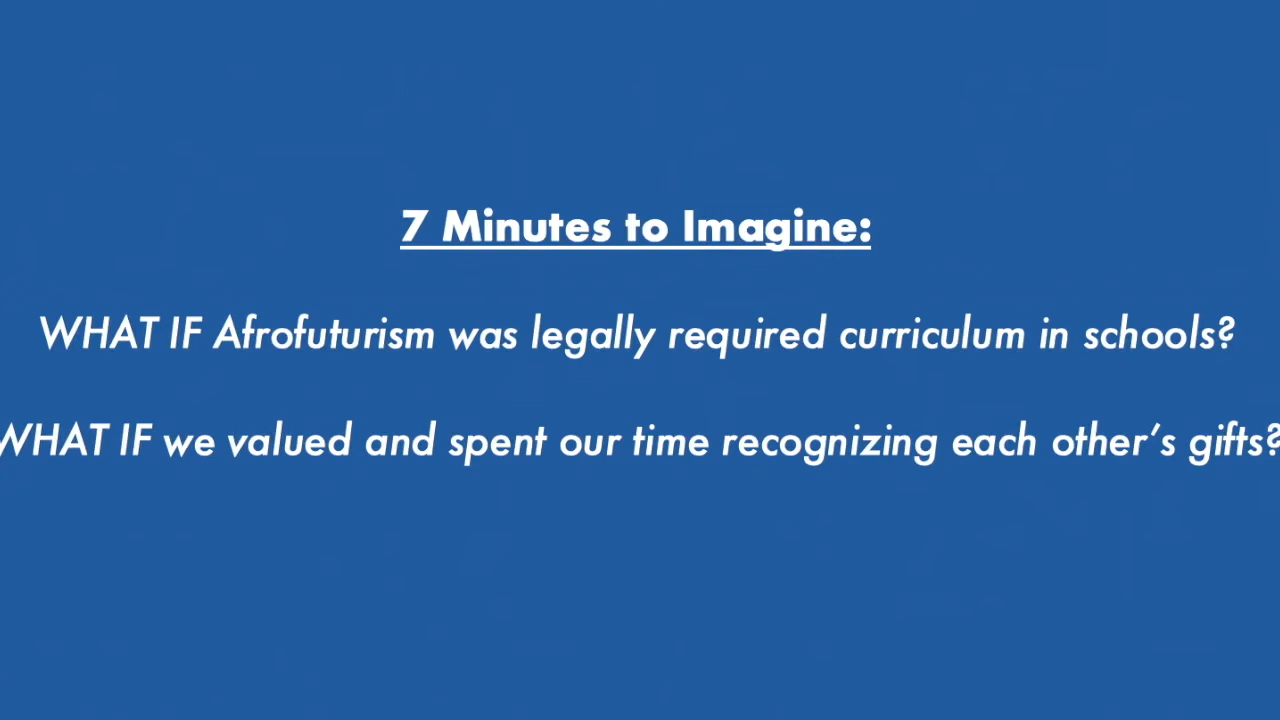 7 Minutes to Imagine:
WHAT IF Afrofuturism was legally required curriculum in schools?
WHAT IF we valued and spent our time recognizing each other’s gifts?